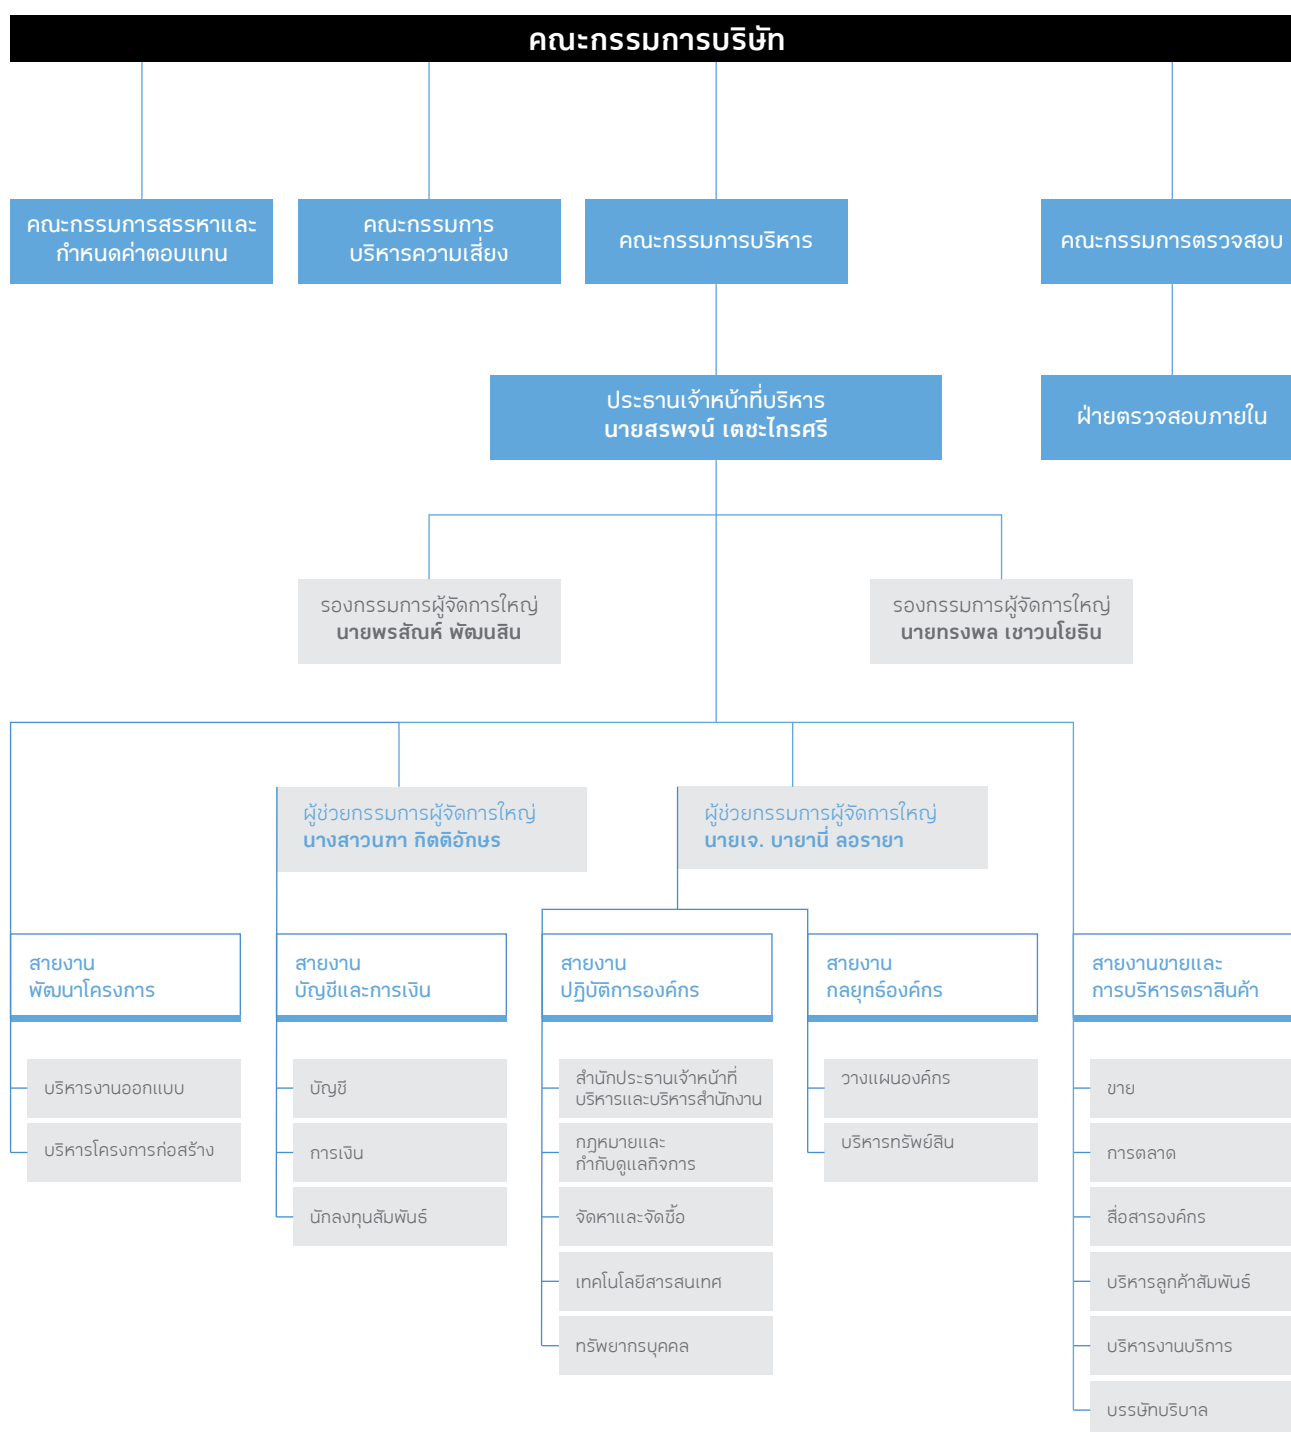 คณะกรรมการบริษัท
คณะกรรมการสรรหาและ
กำหนดค่าตอบแทน
คณะกรรมการ
บริหารความเสี่ยง
คณะกรรมการบริหาร
คณะกรรมการตรวจสอบ
ประธานเจ้าหน้าที่บริหาร
นายสรพจน์ เตชะไกรศรี
ฝ่ายตรวจสอบภายใน
รองกรรมการผู้จัดการใหญ่
นายพรสัณห์ พัฒนสิน
รองกรรมการผู้จัดการใหญ่
นายทรงพล เชาวนโยธิน
ผู้ช่วยกรรมการผู้จัดการใหญ่
นางสาวนฑา กิตติอักษร
ผู้ช่วยกรรมการผู้จัดการใหญ่
นายเจ. บายานี่ ลอรายา
สายงาน
พัฒนาโครงการ
บริหารงานออกแบบ
บริหารโครงการก่อสร้าง
สายงาน
บัญชีและการเงิน
บัญชี
การเงิน
นักลงทุนสัมพันธ์
สายงาน
ปฏิบัติการองค์กร
สำนักประธานเจ้าหน้าที่
บริหารและบริหารสำนักงาน
กฎหมายและ
กำกับดูแลกิจการ
จัดหาและจัดซื้อ
เทคโนโลยีสารสนเทศ
ทรัพยากรบุคคล
สายงาน
กลยุทธ์องค์กร
วางแผนองค์กร
บริหารทรัพย์สิน
สายงานขายและ
การบริหารตราสินค้า
ขาย
การตลาด
สื่อสารองค์กร
บริหารลูกค้าสัมพันธ์
บริหารงานบริการ
บรรษัทบริบาล